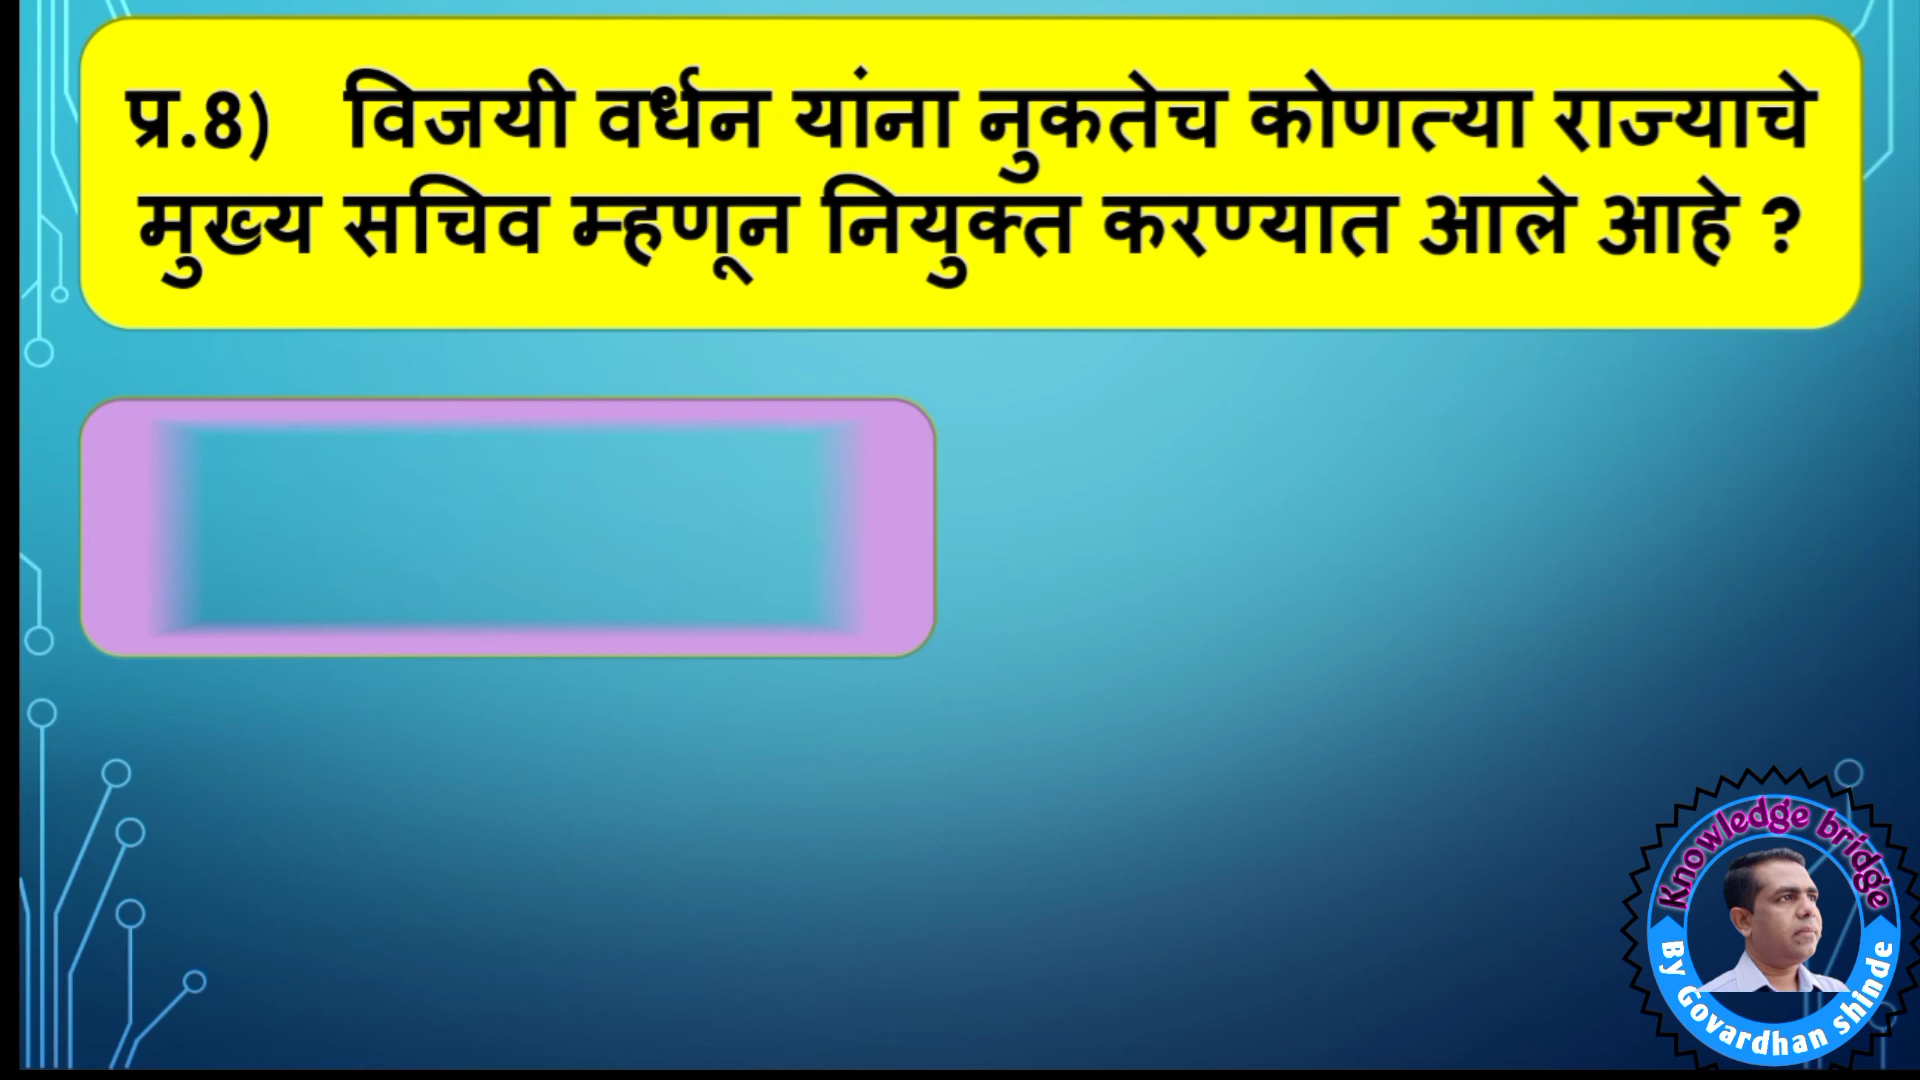 प्र.8) विजयी वर्धन यांना नुकतेच कोणत्या राज्याचे
मुख्य सचिव म्हणून नियुक्त करण्यात आले आहे ?
Knowledge bridge
By Govardhan shinde